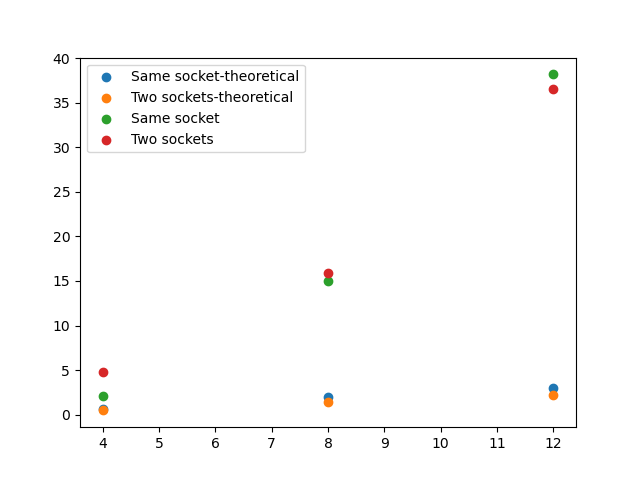 40
35
30
25
20
15
10
5
0
Same socket-theoretical
Two sockets-theoretical
Same socket
Two sockets
4 5 6 7 8 9 10 11 12